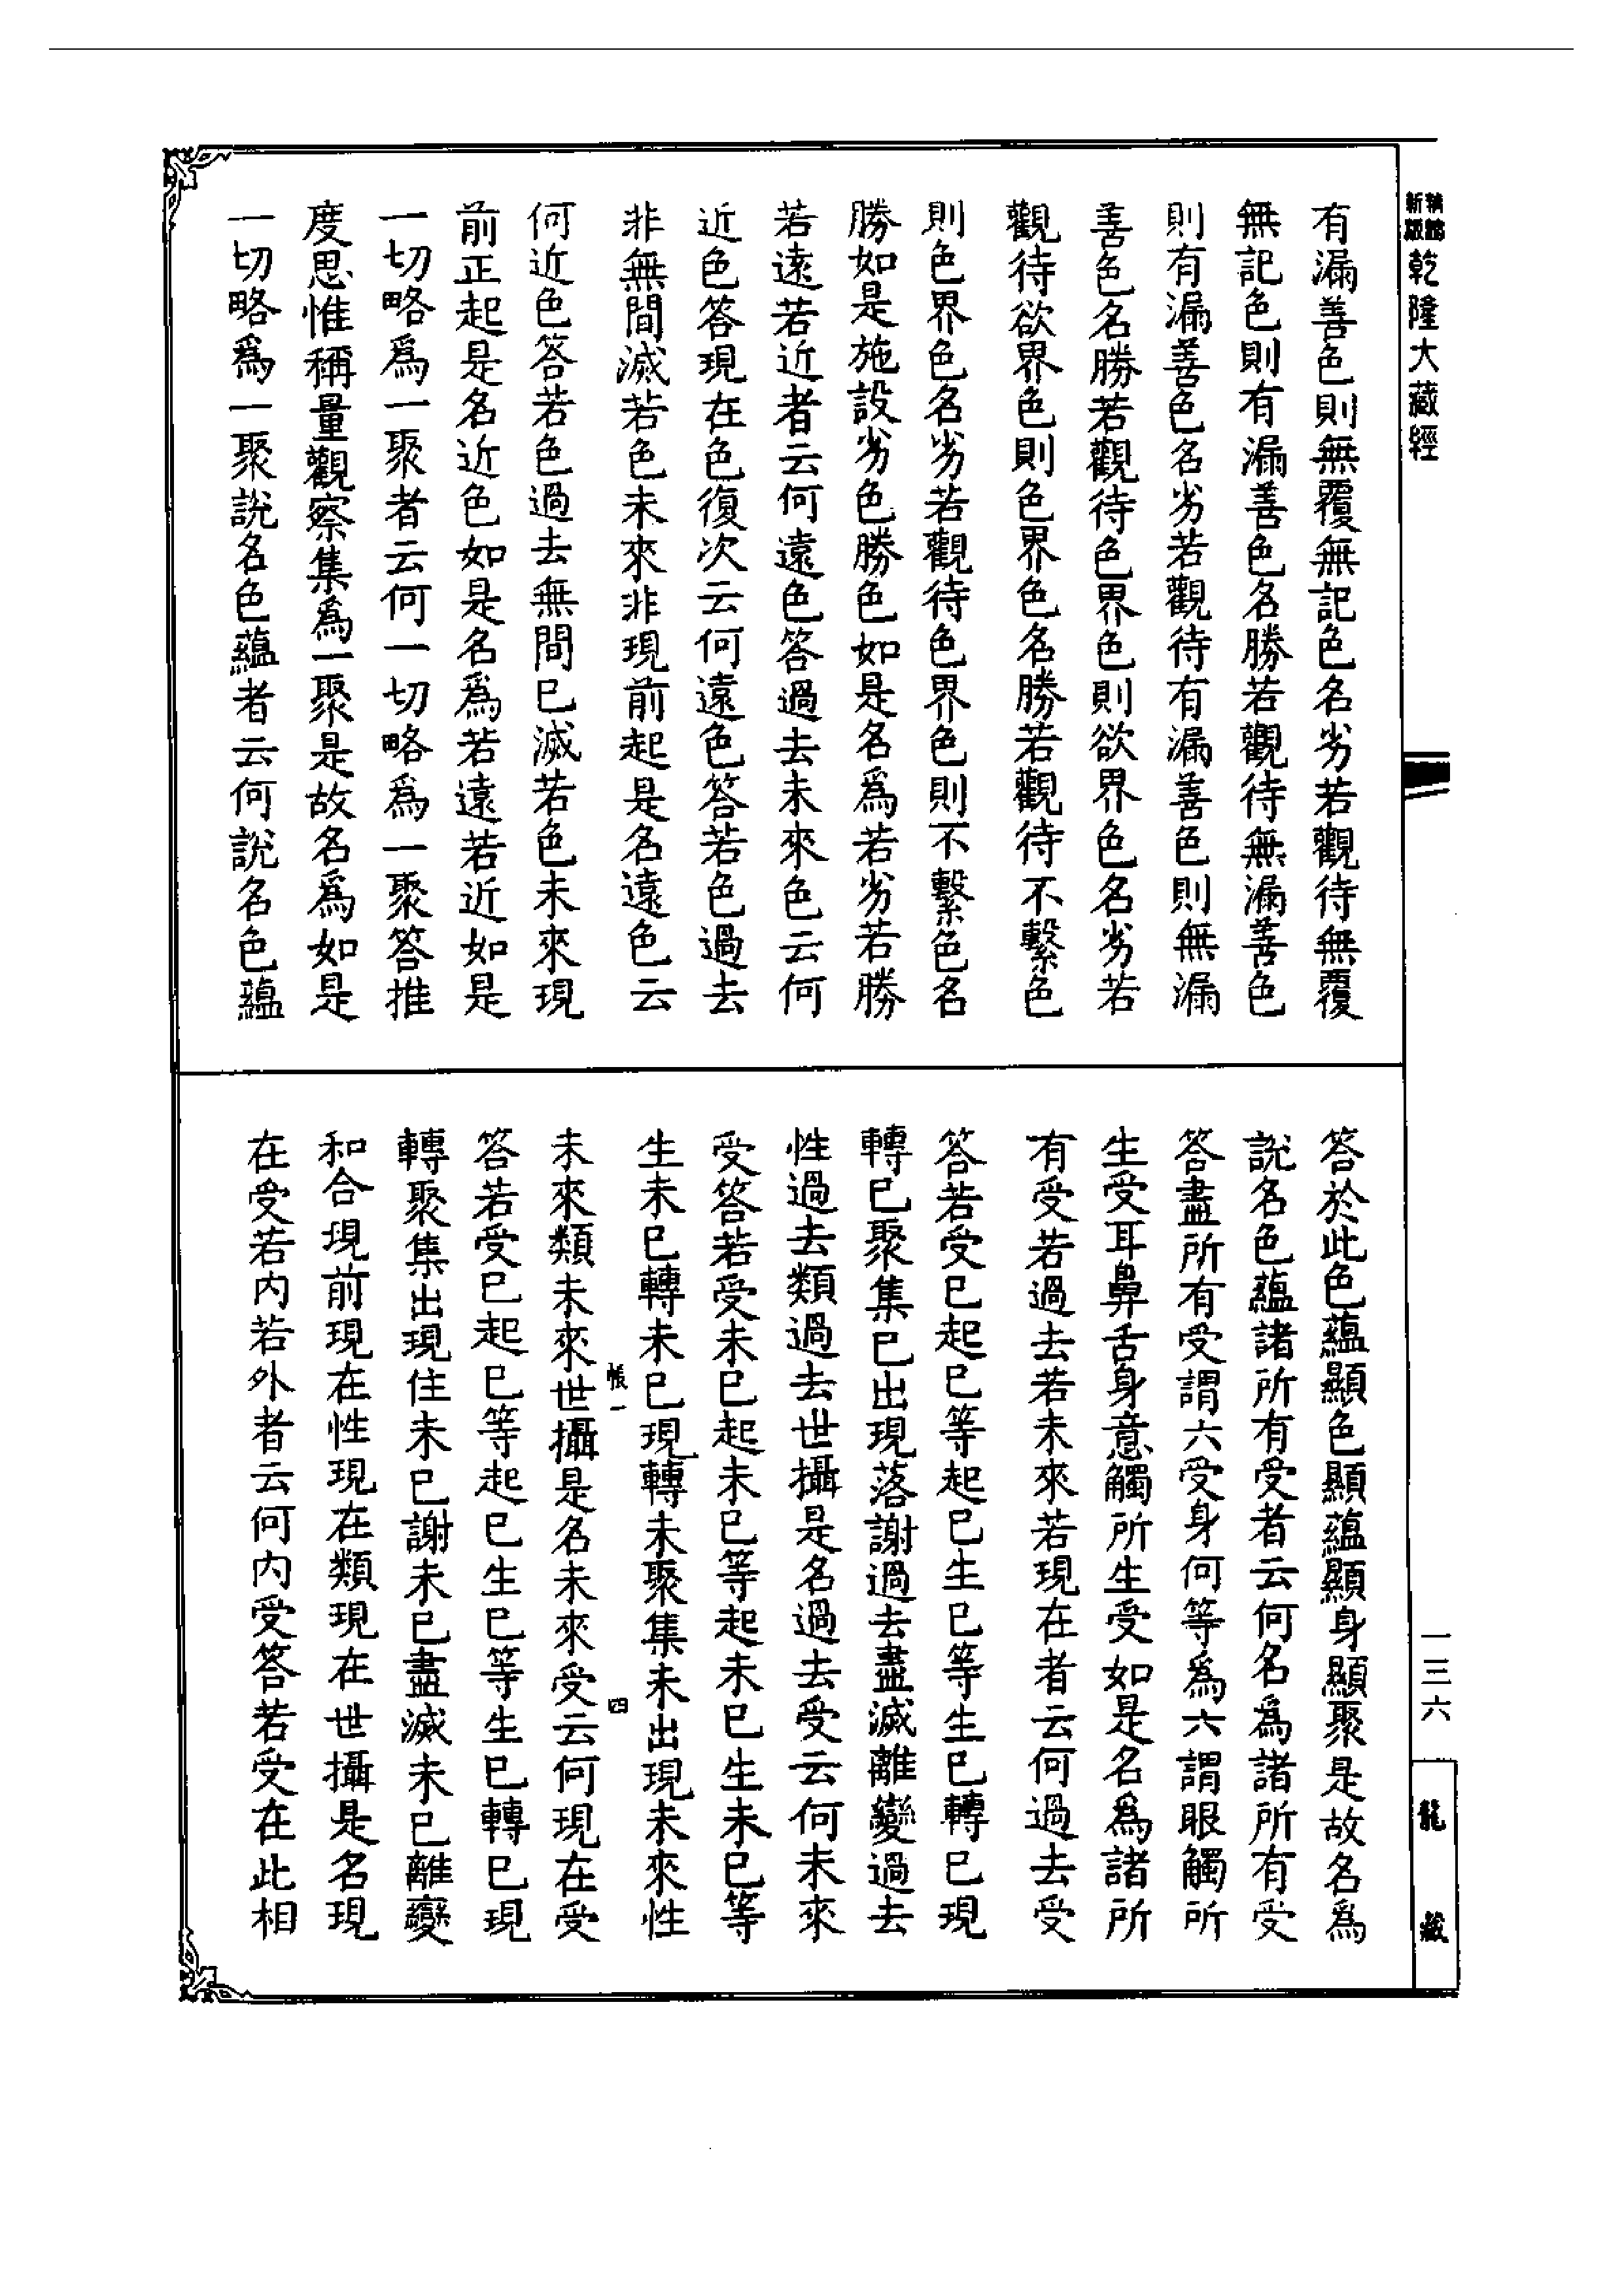 新
乾隆大藏經
有漏善色則無覆無記色名劣若觀待無覆
無記色則有漏善色名勝若觀待無漏善色
則有漏善色名劣若觀待有漏善色則無漏
善色名勝若觀待色界色則欲界色名劣若
觀待欲界色則色界色名勝若觀待不繫色
則色界色名劣若觀待色界色則不繫色名
勝如是施設劣色勝色如是名爲若劣若勝
若遠若近者云何遠色答過去未來色云何
近色答現在色復次云何遠色答若色過去
非無間滅若色未來非現前起是名遠色云
何近色答若色過去無間巳滅若色未來現
前正起是名近色如是名爲若遠若近如是
一切略爲一聚者云何一切略爲一聚答推
度思惟稱量觀察集爲一聚是故名爲如是
一切略爲一聚說名色蘊者云何說名色蘊
答於此色蘊顯色顯蘊顯身顯聚是故名爲
說名色蘊諸所有受者云何名爲諸所有受
答盡所有受謂六受身何等爲六謂眼觸所
生受耳鼻舌身意觸所生受如是名爲諸所
有受若過去若未來若現在者云何過去受
答若受巳起巳等起巳生巳等生巳轉巳現
轉巳聚集巳出現落謝過去盡滅離變過去
性過去類過去世攝是名過去受云何未來
受答若受未巳起未巳等起未巳生未巳等
生未巳轉未巳現轉未聚集未出現未來性
未來類未來世攝是名未來受云何現在受
帳一
四
答若受巳起巳等起巳生巳等生巳轉巳現
轉聚集出現住未巳謝未巳盡滅未巳離變
和合現前現在性現在類現在世攝是名現
在受若內若外者云何內受答若受在此相
一三六
龍藏